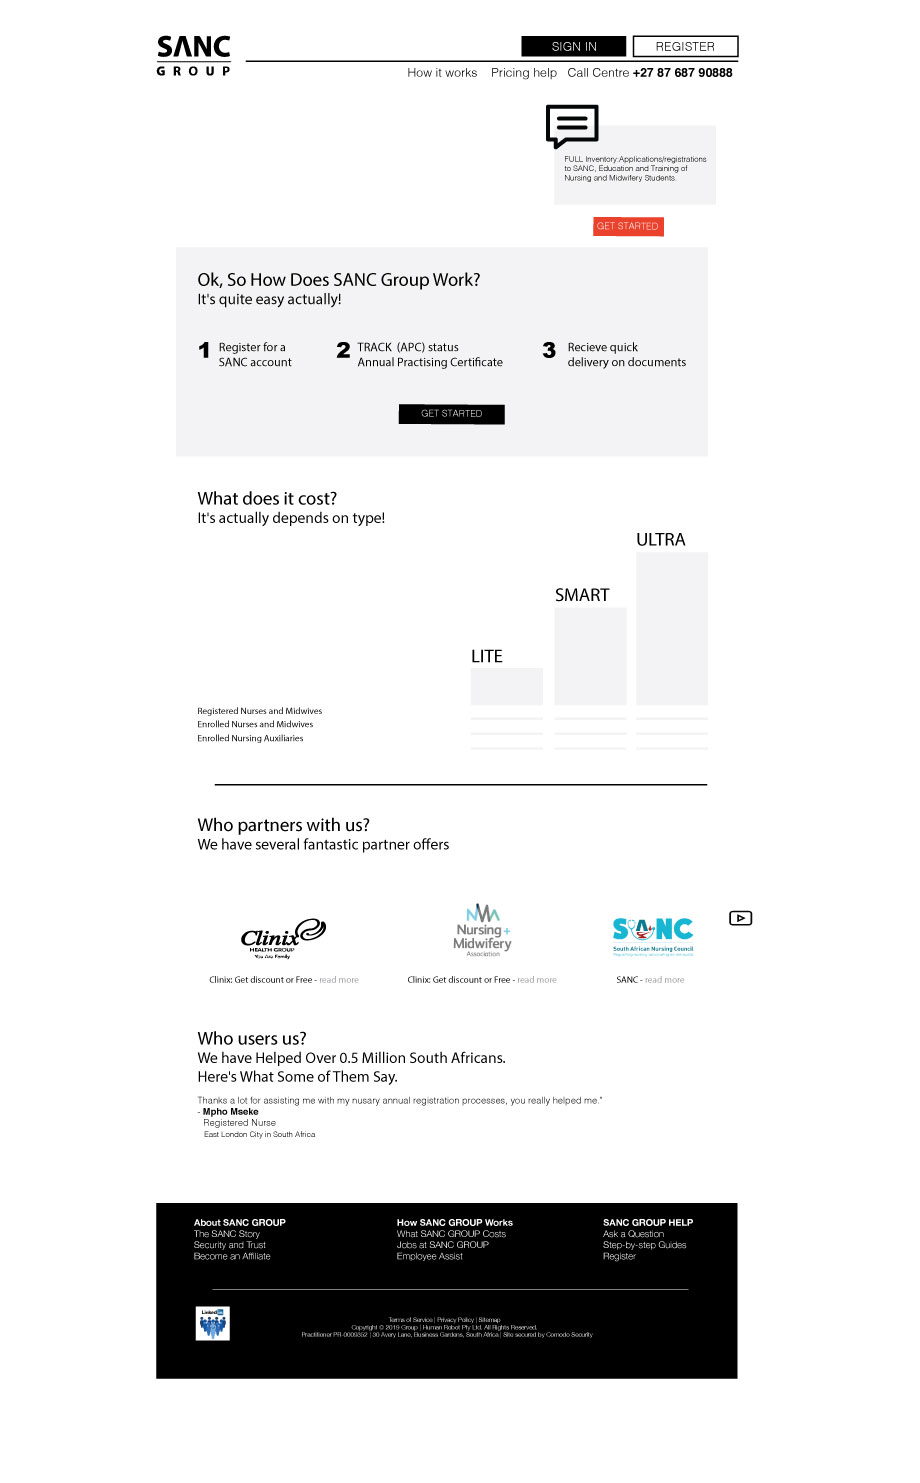 SANC
GROUP
SIGN IN
REGISTER
How it works Pricing help Call Centre +27 87 687 90888
FULL Inventory:Applications/registrations
to SANC, Education and Training of
Nursing and Midwifery Students.
GET STARTED
Ok, So How Does SANC Group Work?
It's quite easy actually!
1 Register for a
SANC account
2 TRACK (APC) status
Annual Practising Certificate
3 Recieve quick
delivery on documents
GET STARTED
What does it cost?
It's actually depends on type!
ULTRA
SMART
LITE
Registered Nurses and Midwives
Enrolled Nurses and Midwives
Enrolled Nursing Auxiliaries
Who partners with us?
We have several fantastic partner offers
Clinix
HEALTH GROUP
You Are Family
Clinix: Get discount or Free - read more
NMA
Nursing+
Midwifery
Association
Clinix: Get discount or Free - read more
SANC
South African Nursing Council
SANC - read more
Who users us?
We have Helped Over 0.5 Million South Africans.
Here's What Some of Them Say.
Thanks a lot for assisting me with my nusary annual registration processes, you really helped me."
- Mpho Mseke
Registered Nurse
East London City in South Africa
About SANC GROUP
The SANC Story
Security and Trust
Become an Affiliate
How SANC GROUP Works
What SANC GROUP Costs
Jobs at SANC GROUP
Employee Assist
SANC GROUP HELP
Ask a Question
Step-by-step Guides
Register
Linked in
Terms of Service | Privacy Policy | Sitemap
Copyright © 2019 Group | Human Robot Pty Ltd. All Rights Reserved.
Practitioner PR-0009352 | 30 Avery Lane, Business Gardens, South Africa | Site secured by Comodo Security